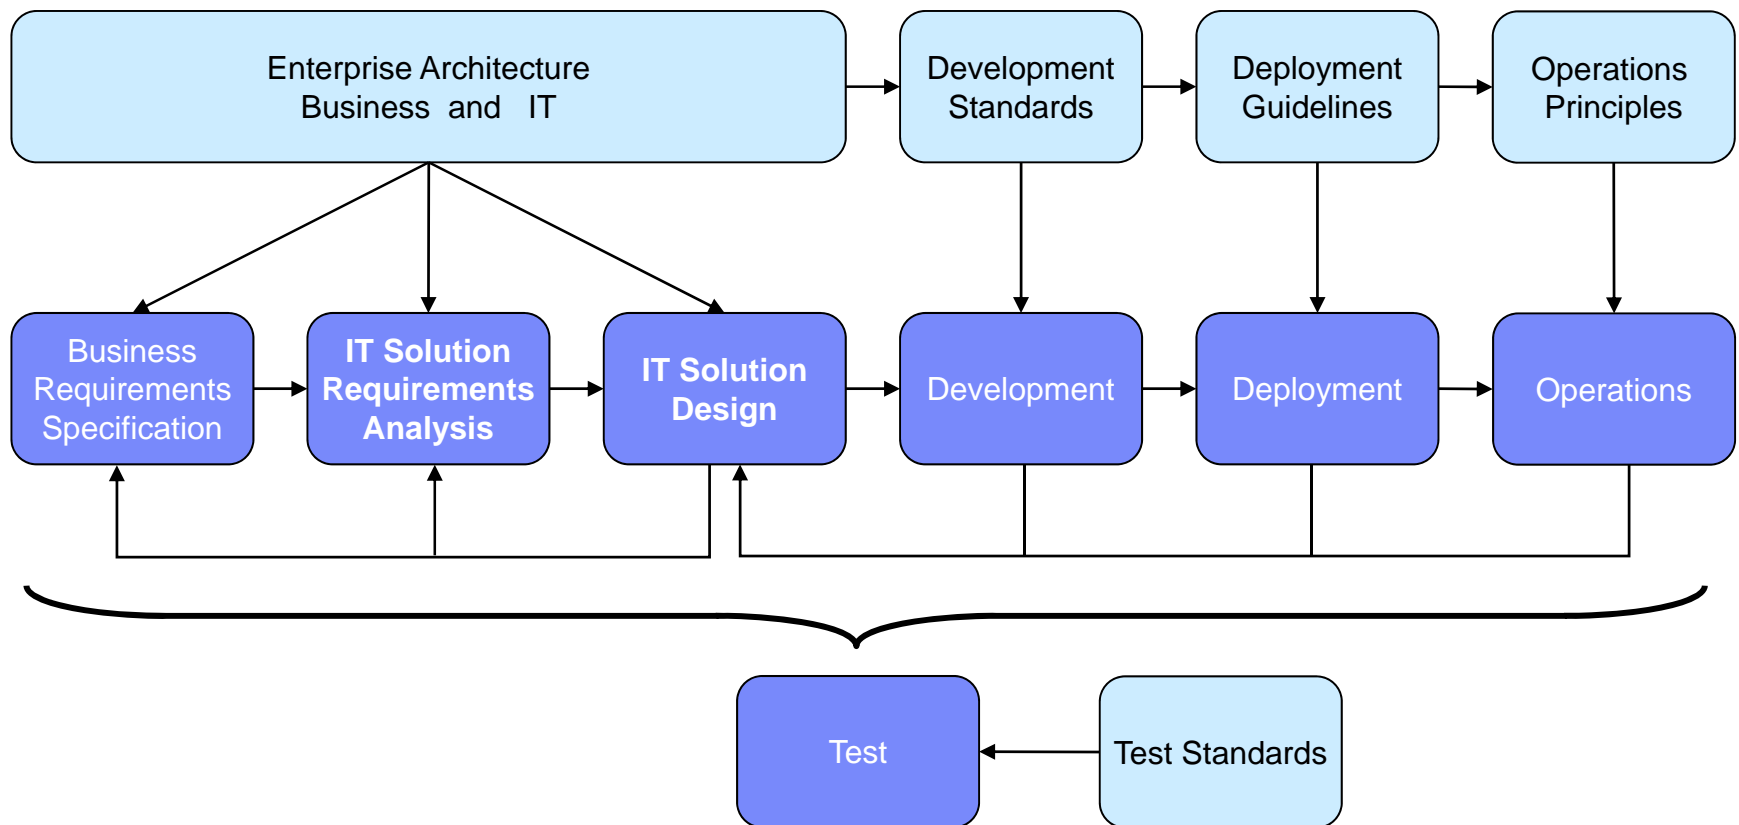 Enterprise Architecture
Business and IT
Development
Standards
Deployment
Guidelines
Operations
Principles
Business
Requirements
Specification
IT Solution
Requirements
Analysis
IT Solution
Design
Development
Deployment
Operations
Test
Test Standards